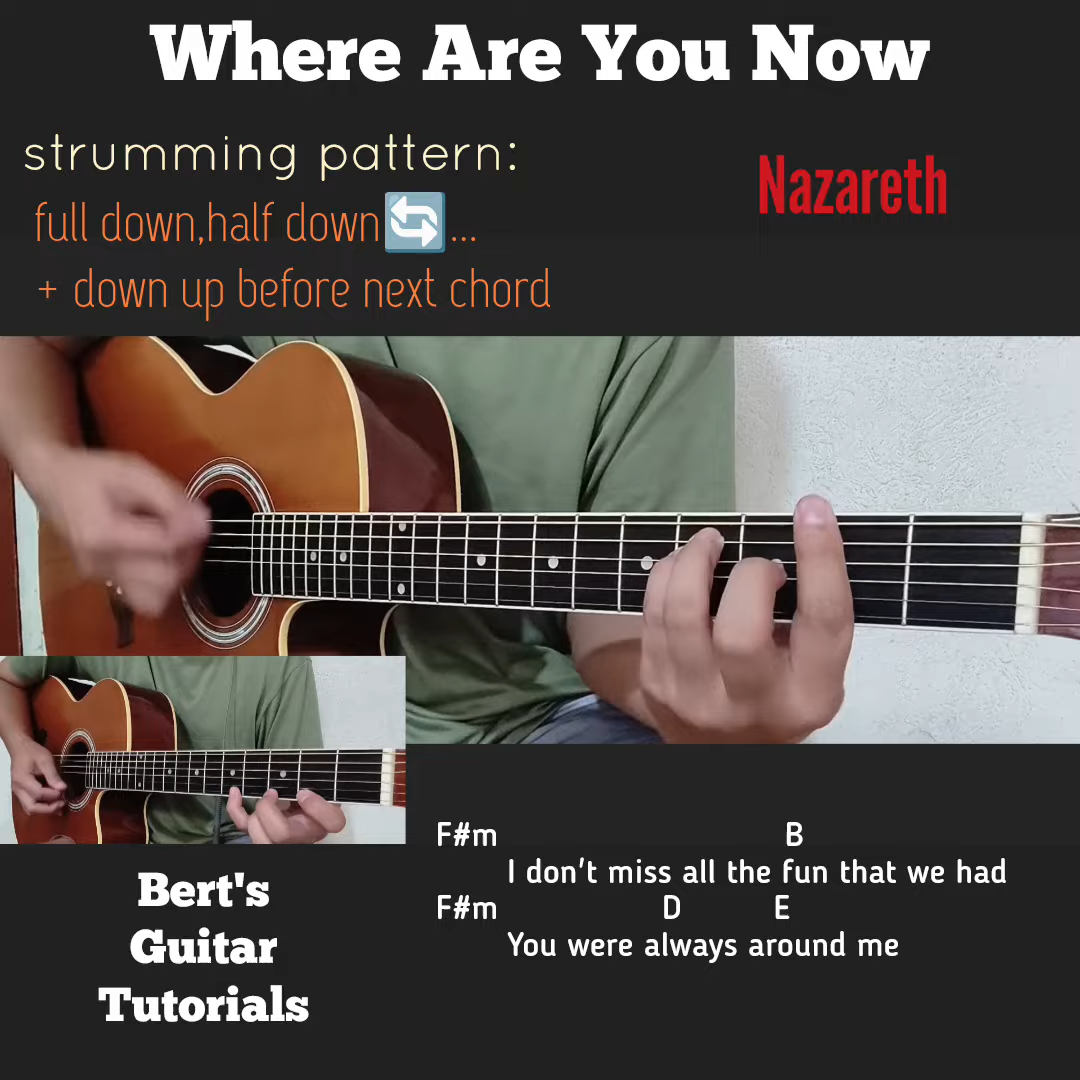 Where Are You Now
strumming pattern:
Nazareth
full down,half down🔄...
+ down up before next chord
F#m B
I don't miss all the fun that we had
F#m D E
You were always around me
Bert's
Guitar
Tutorials